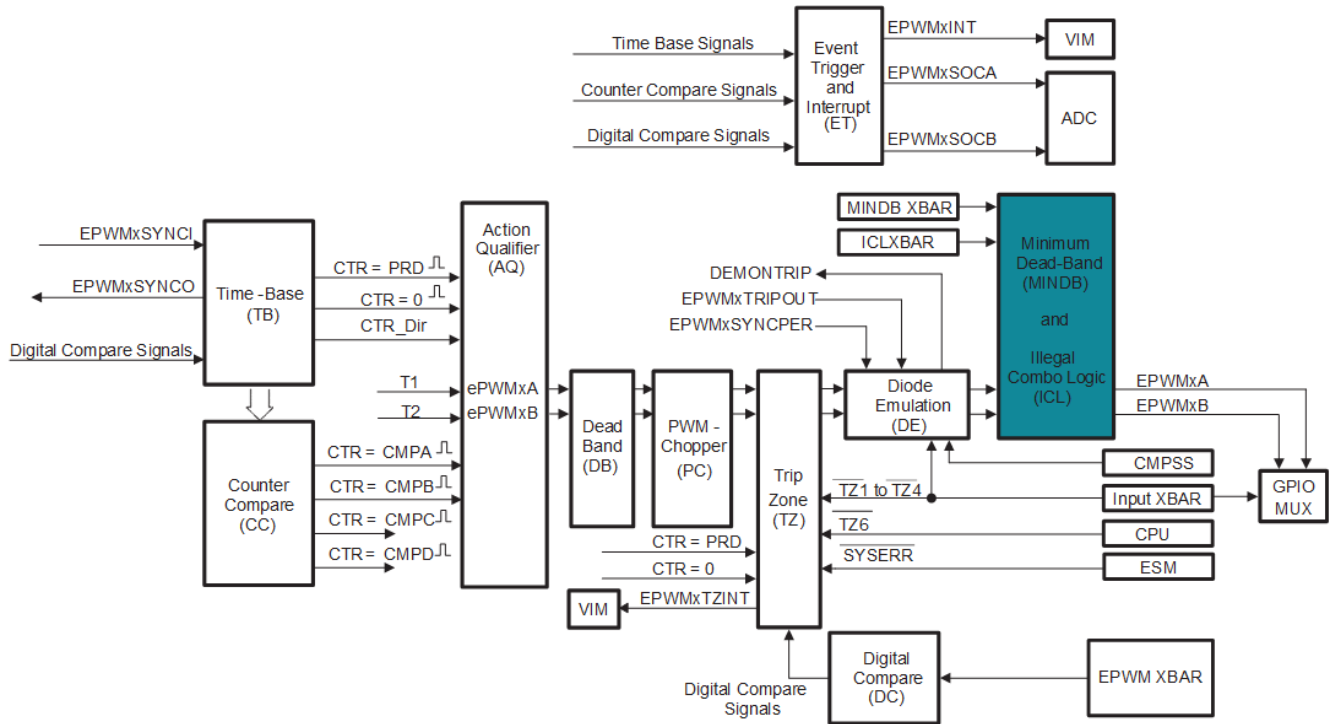 Time Base Signals
Counter Compare Signals
Digital Compare Signals
Event
Trigger
and
Interrupt
(ET)
EPWMxINT
EPWMxSOCA
EPWMxSOCB
VIM
ADC
EPWMxSYNCI
EPWMxSYNCO
Digital Compare Signals
Time -Base
(TB)
CTR = PRD
CTR = 0
CTR_Dir
T1
T2
Action
Qualifier
(AQ)
ePWMxA
ePWMxB
Counter
Compare
(CC)
CTR = CMPA
CTR = CMPB
CTR = CMPC
CTR = CMPD
Dead
Band
(DB)
PWM -
Chopper
(PC)
Trip
Zone
(TZ)
CTR = PRD
CTR = 0
EPWMxTZINT
VIM
DEMONTRIP
EPWMxTRIPOUT
EPWMxSYNCPER
Diode
Emulation
(DE)
MINDB XBAR
ICLXBAR
Minimum
Dead-Band
(MINDB)
and
Illegal
Combo Logic
(ICL)
EPWMxA
EPWMxB
CMPSS
TZ1 to TZ4
Input XBAR
GPIO
MUX
TZ6
CPU
SYSERR
ESM
Digital Compare
Signals
Digital
Compare
(DC)
EPWM XBAR